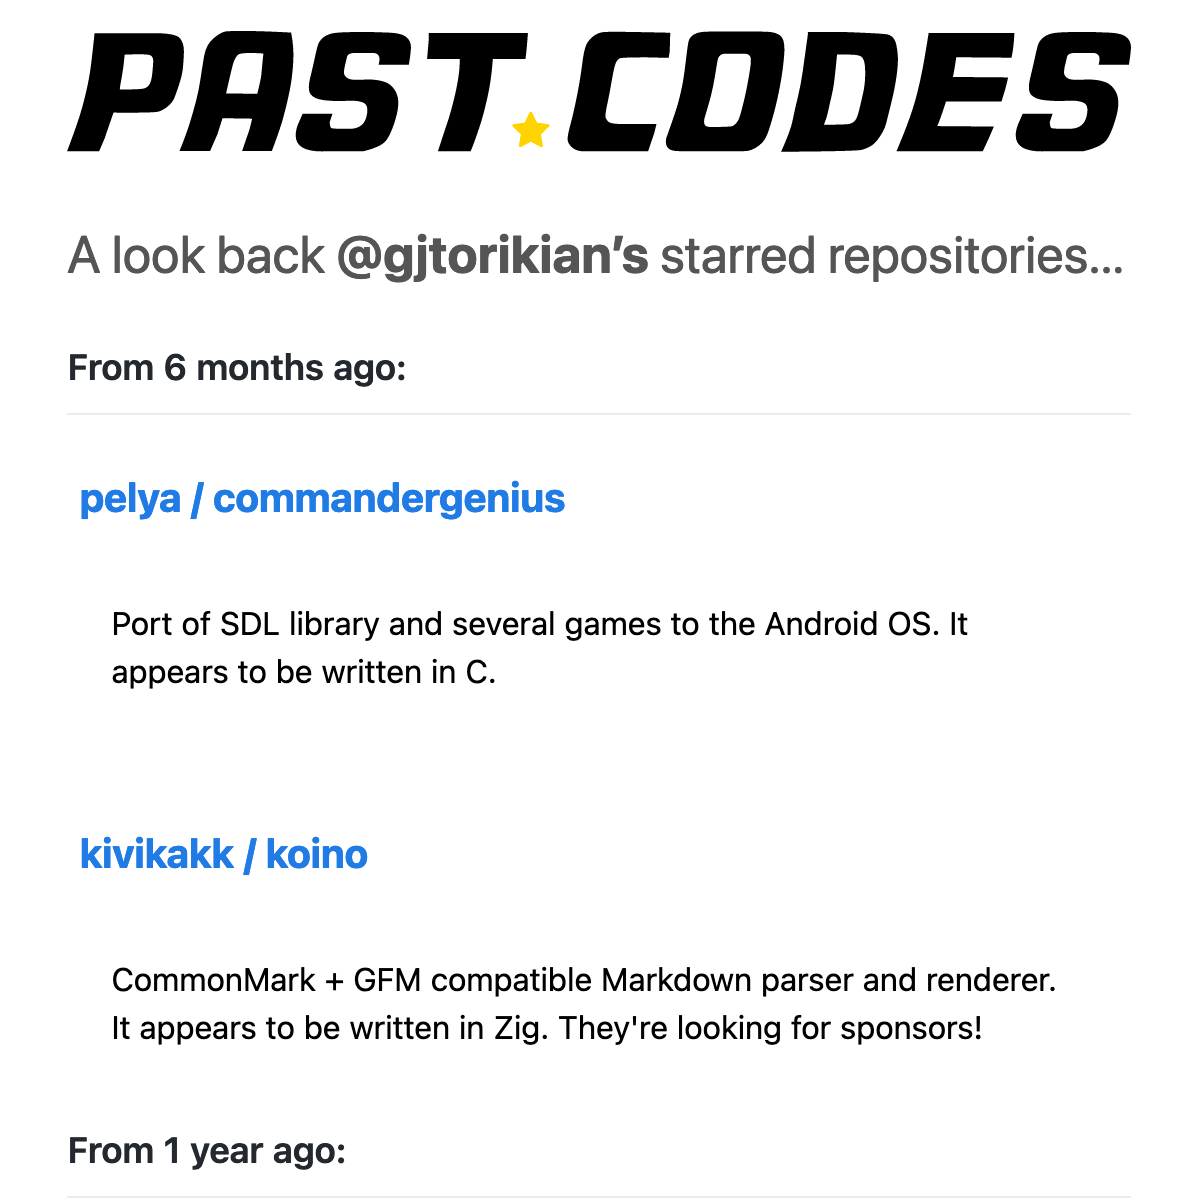 PAST★CODES
A look back @gjtorikian’s starred repositories...
From 6 months ago:
pelya / commandergenius
Port of SDL library and several games to the Android OS. It
appears to be written in C.
kivikakk / koino
CommonMark + GFM compatible Markdown parser and renderer.
It appears to be written in Zig. They're looking for sponsors!
From 1 year ago: